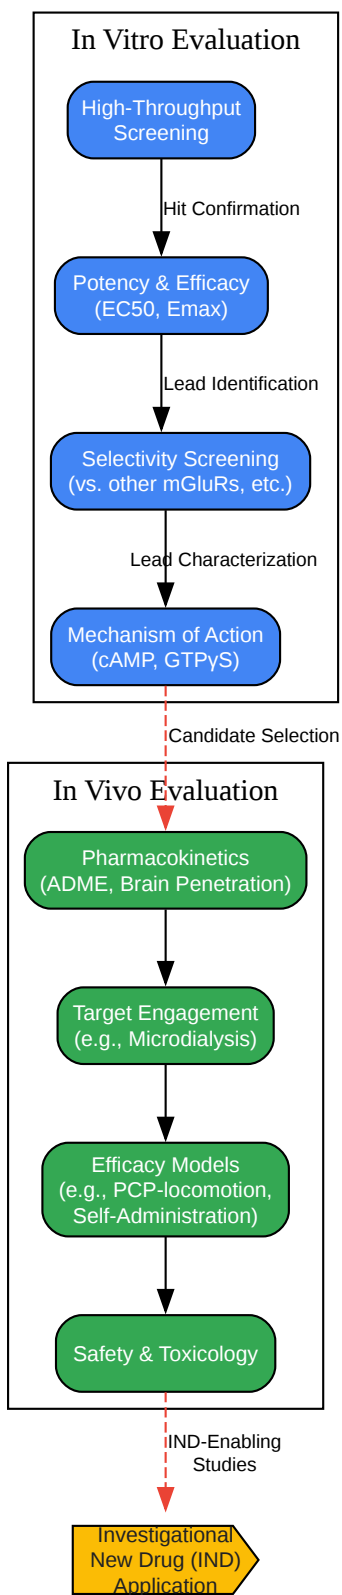 In Vitro Evaluation
High-Throughput
Screening
Hit Confirmation
Potency & Efficacy
(EC50, Emax)
Lead Identification
Selectivity Screening
(vs. other mGluRs, etc.)
Lead Characterization
Mechanism of Action
(cAMP, GTPγS)
Candidate Selection
In Vivo Evaluation
Pharmacokinetics
(ADME, Brain Penetration)
Target Engagement
(e.g., Microdialysis)
Efficacy Models
(e.g., PCP-locomotion,
Self-Administration)
Safety & Toxicology
IND-Enabling
Studies
Investigational
New Drug (IND)
Application